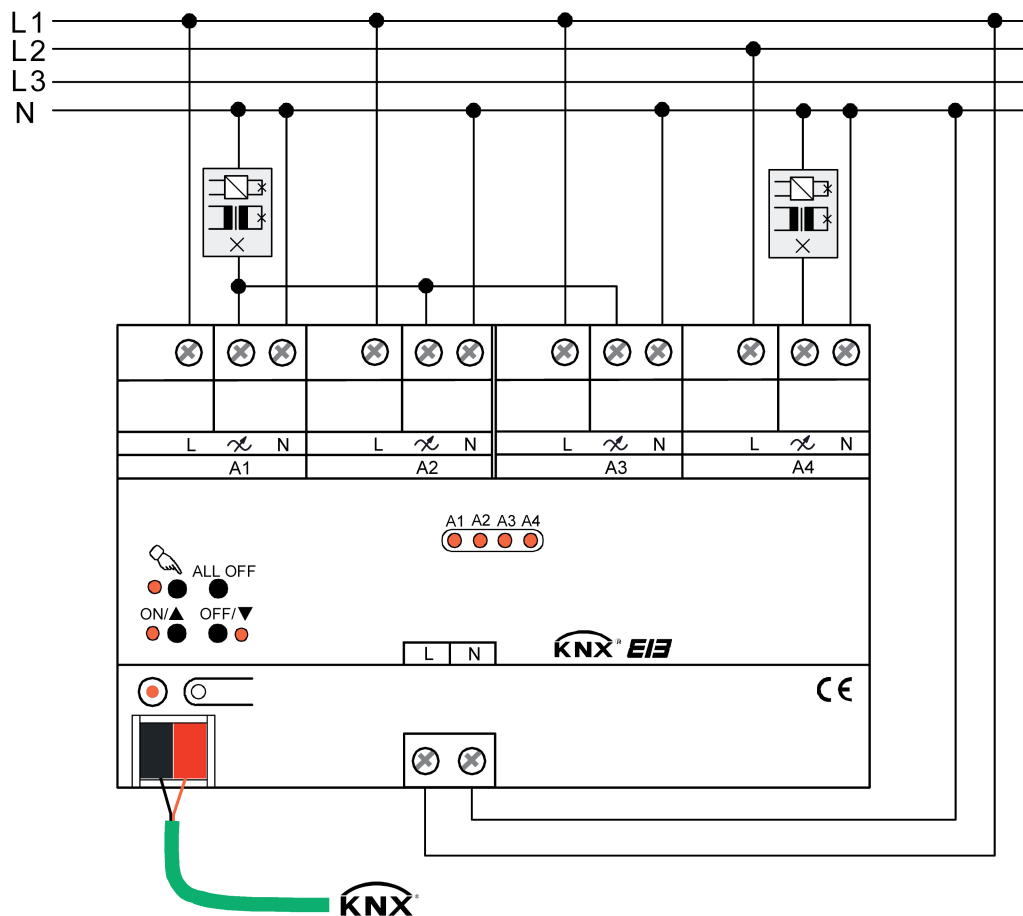 L1
L2
L3
N
L N L N L N L N
A1 A2 A3 A4
A1 A2 A3 A4
ALL OFF
ON/▲ OFF/▼
L N
KNX® EIB
CE
KNX®